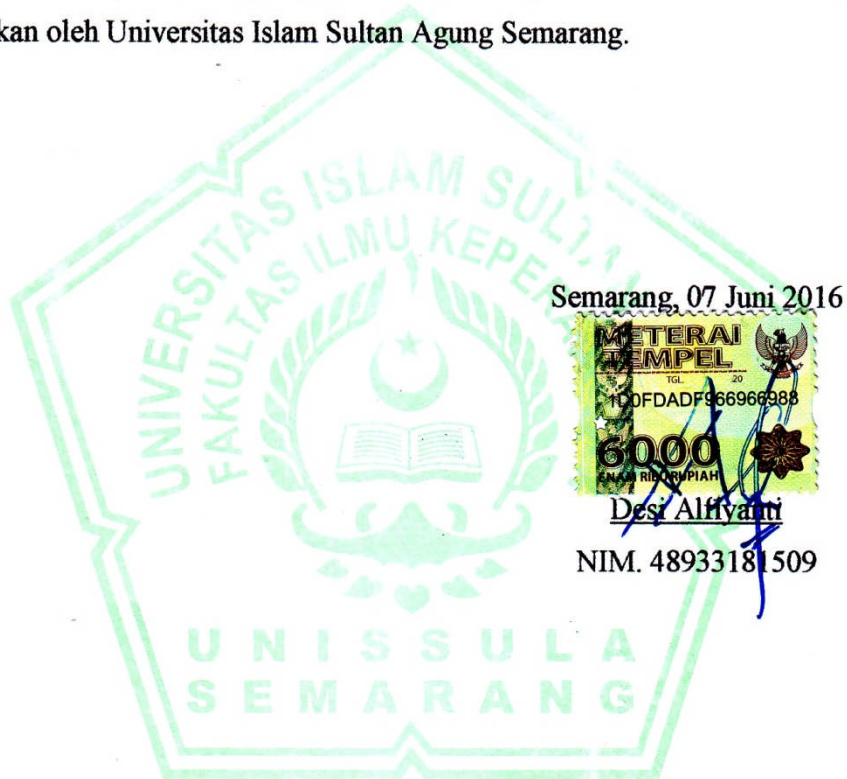 kan oleh Universitas Islam Sultan Agung Semarang.
UNIVERSITAS ISLAM SULTAN
FAKULTAS ILMU KEPERA
Semarang, 07 Juni 2016
METERAI
TEMPEL
TGL. 20
1D0FDADF966966988
6000
ENAM RIBU RUPIAH
Desi Alfiyanti
NIM. 48933181509
UNISSULA
SEMARANG